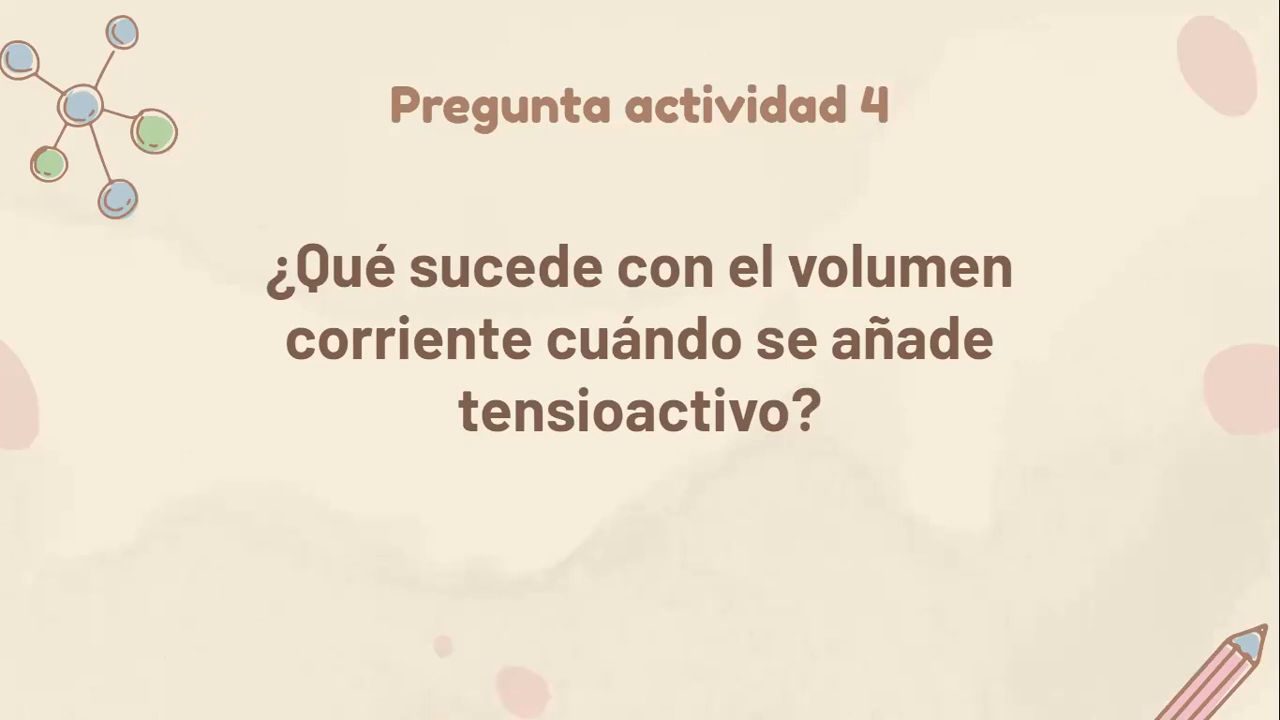 Pregunta actividad 4
¿Qué sucede con el volumen
corriente cuándo se añade
tensioactivo?